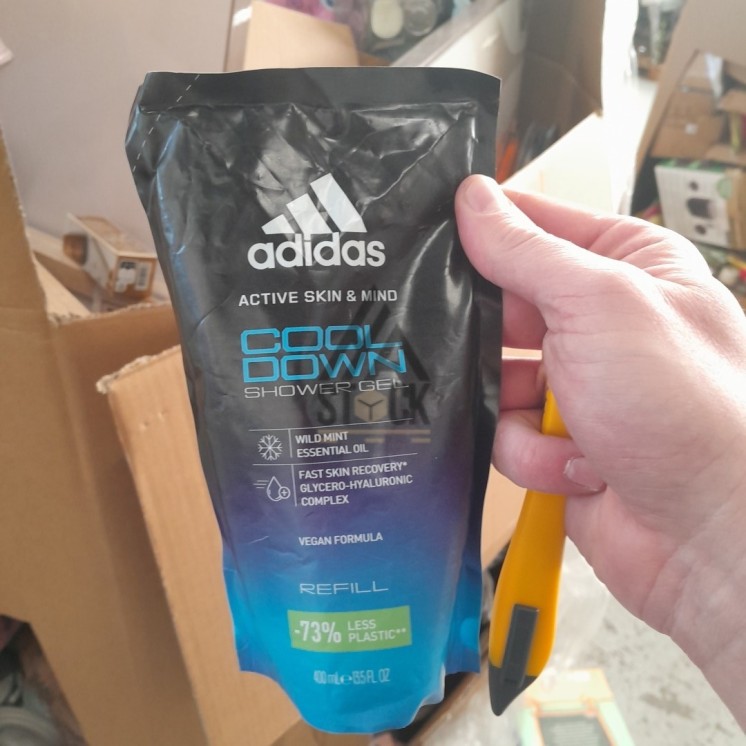 adidas
ACTIVE SKIN & MIND
COOL
DOWN
SHOWER GEL
STOCK
WILD MINT
ESSENTIAL OIL
FAST SKIN RECOVERY*
GLYCERO-HYALURONIC
COMPLEX
VEGAN FORMULA
REFILL
-73% LESS
PLASTIC**
400 mL ℮ 13.5 FL OZ